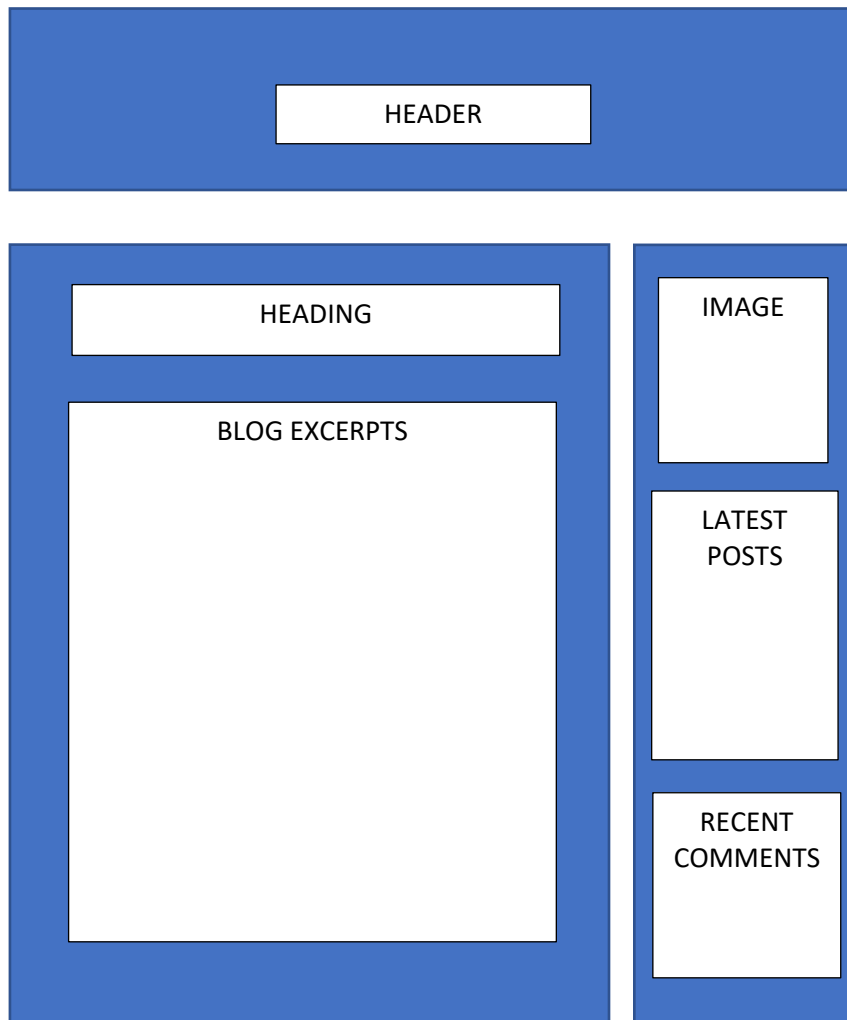 HEADER
HEADING
BLOG EXCERPTS
IMAGE
LATEST
POSTS
RECENT
COMMENTS